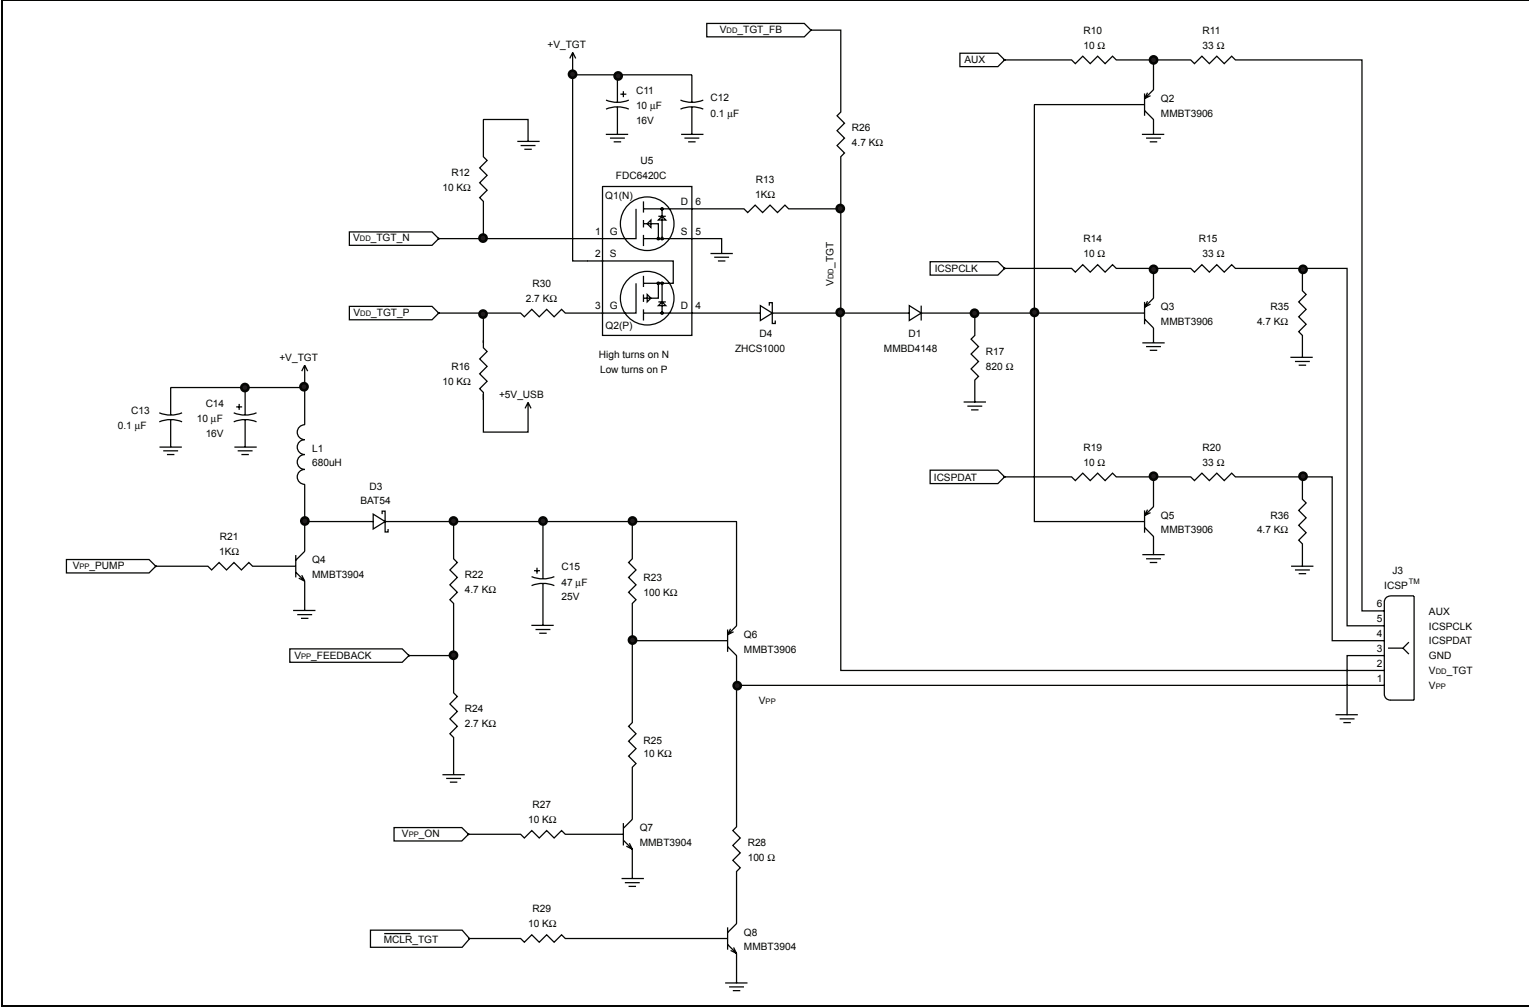 VDD_TGT_FB
+V_TGT
C11
10 µF
16V
C12
0.1 µF
R10
10 Ω
R11
33 Ω
AUX
Q2
MMBT3906
R26
4.7 KΩ
R12
10 KΩ
U5
FDC6420C
R13
1KΩ
Q1(N)
D
6
VDD_TGT_N
1
G
S
5
2
S
VDD_TGT
R14
10 Ω
R15
33 Ω
ICSPCLK
Q3
MMBT3906
R35
4.7 KΩ
R30
2.7 KΩ
VDD_TGT_P
3
G
D
4
Q2(P)
D4
ZHCS1000
D1
MMBD4148
R17
820 Ω
High turns on N
Low turns on P
R16
10 KΩ
+5V_USB
+V_TGT
C13
0.1 µF
C14
10 µF
16V
L1
680uH
R19
10 Ω
R20
33 Ω
ICSPDAT
Q5
MMBT3906
R36
4.7 KΩ
D3
BAT54
R21
1KΩ
VPP_PUMP
Q4
MMBT3904
R22
4.7 KΩ
C15
47 µF
25V
R23
100 KΩ
J3
ICSP™
6
AUX
5
ICSPCLK
4
ICSPDAT
3
GND
2
VDD_TGT
1
VPP
Q6
MMBT3906
VPP_FEEDBACK
VPP
R24
2.7 KΩ
R25
10 KΩ
R27
10 KΩ
VPP_ON
Q7
MMBT3904
R28
100 Ω
R29
10 KΩ
M̅C̅L̅R̅_TGT
Q8
MMBT3904